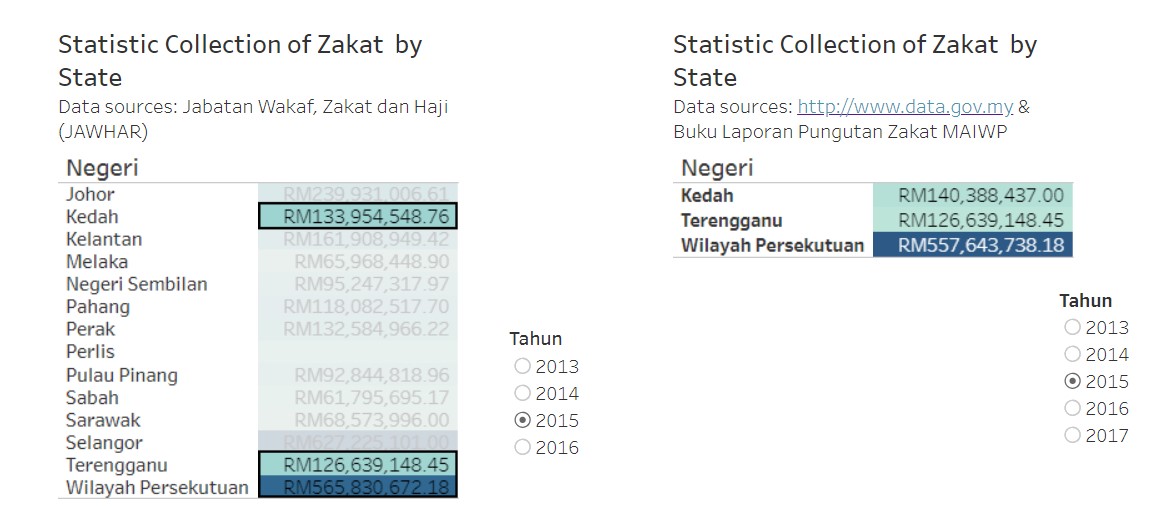 Statistic Collection of Zakat by
State
Data sources: Jabatan Wakaf, Zakat dan Haji
(JAWHAR)
Negeri
Johor RM239,931,006.61
Kedah RM133,954,548.76
Kelantan RM161,908,949.42
Melaka RM65,968,448.90
Negeri Sembilan RM95,247,317.97
Pahang RM118,082,517.70
Perak RM132,584,966.22
Perlis
Pulau Pinang RM92,844,818.96
Sabah RM61,795,695.17
Sarawak RM68,573,996.00
Selangor RM627,225,101.00
Terengganu RM126,639,148.45
Wilayah Persekutuan RM565,830,672.18
Tahun
2013
2014
2015
2016
Statistic Collection of Zakat by
State
Data sources: http://www.data.gov.my &
Buku Laporan Pungutan Zakat MAIWP
Negeri
Kedah RM140,388,437.00
Terengganu RM126,639,148.45
Wilayah Persekutuan RM557,643,738.18
Tahun
2013
2014
2015
2016
2017